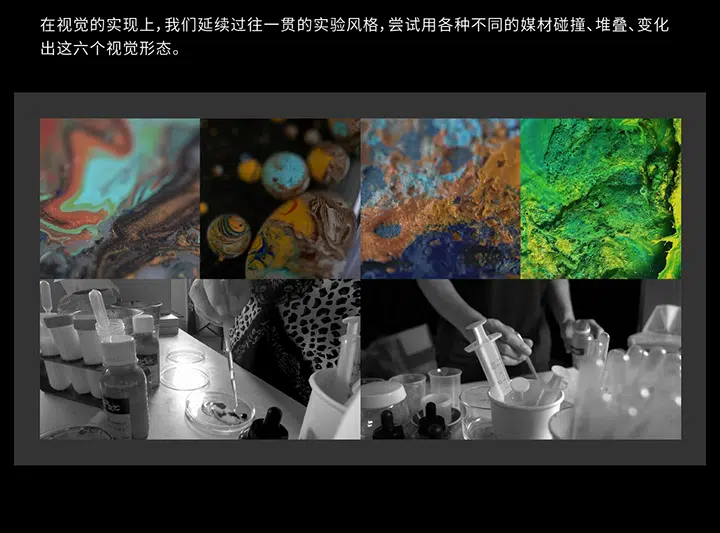 在视觉的实现上，我们延续过往一贯的实验风格，尝试用各种不同的媒材碰撞、堆叠、变化
出这六个视觉形态。